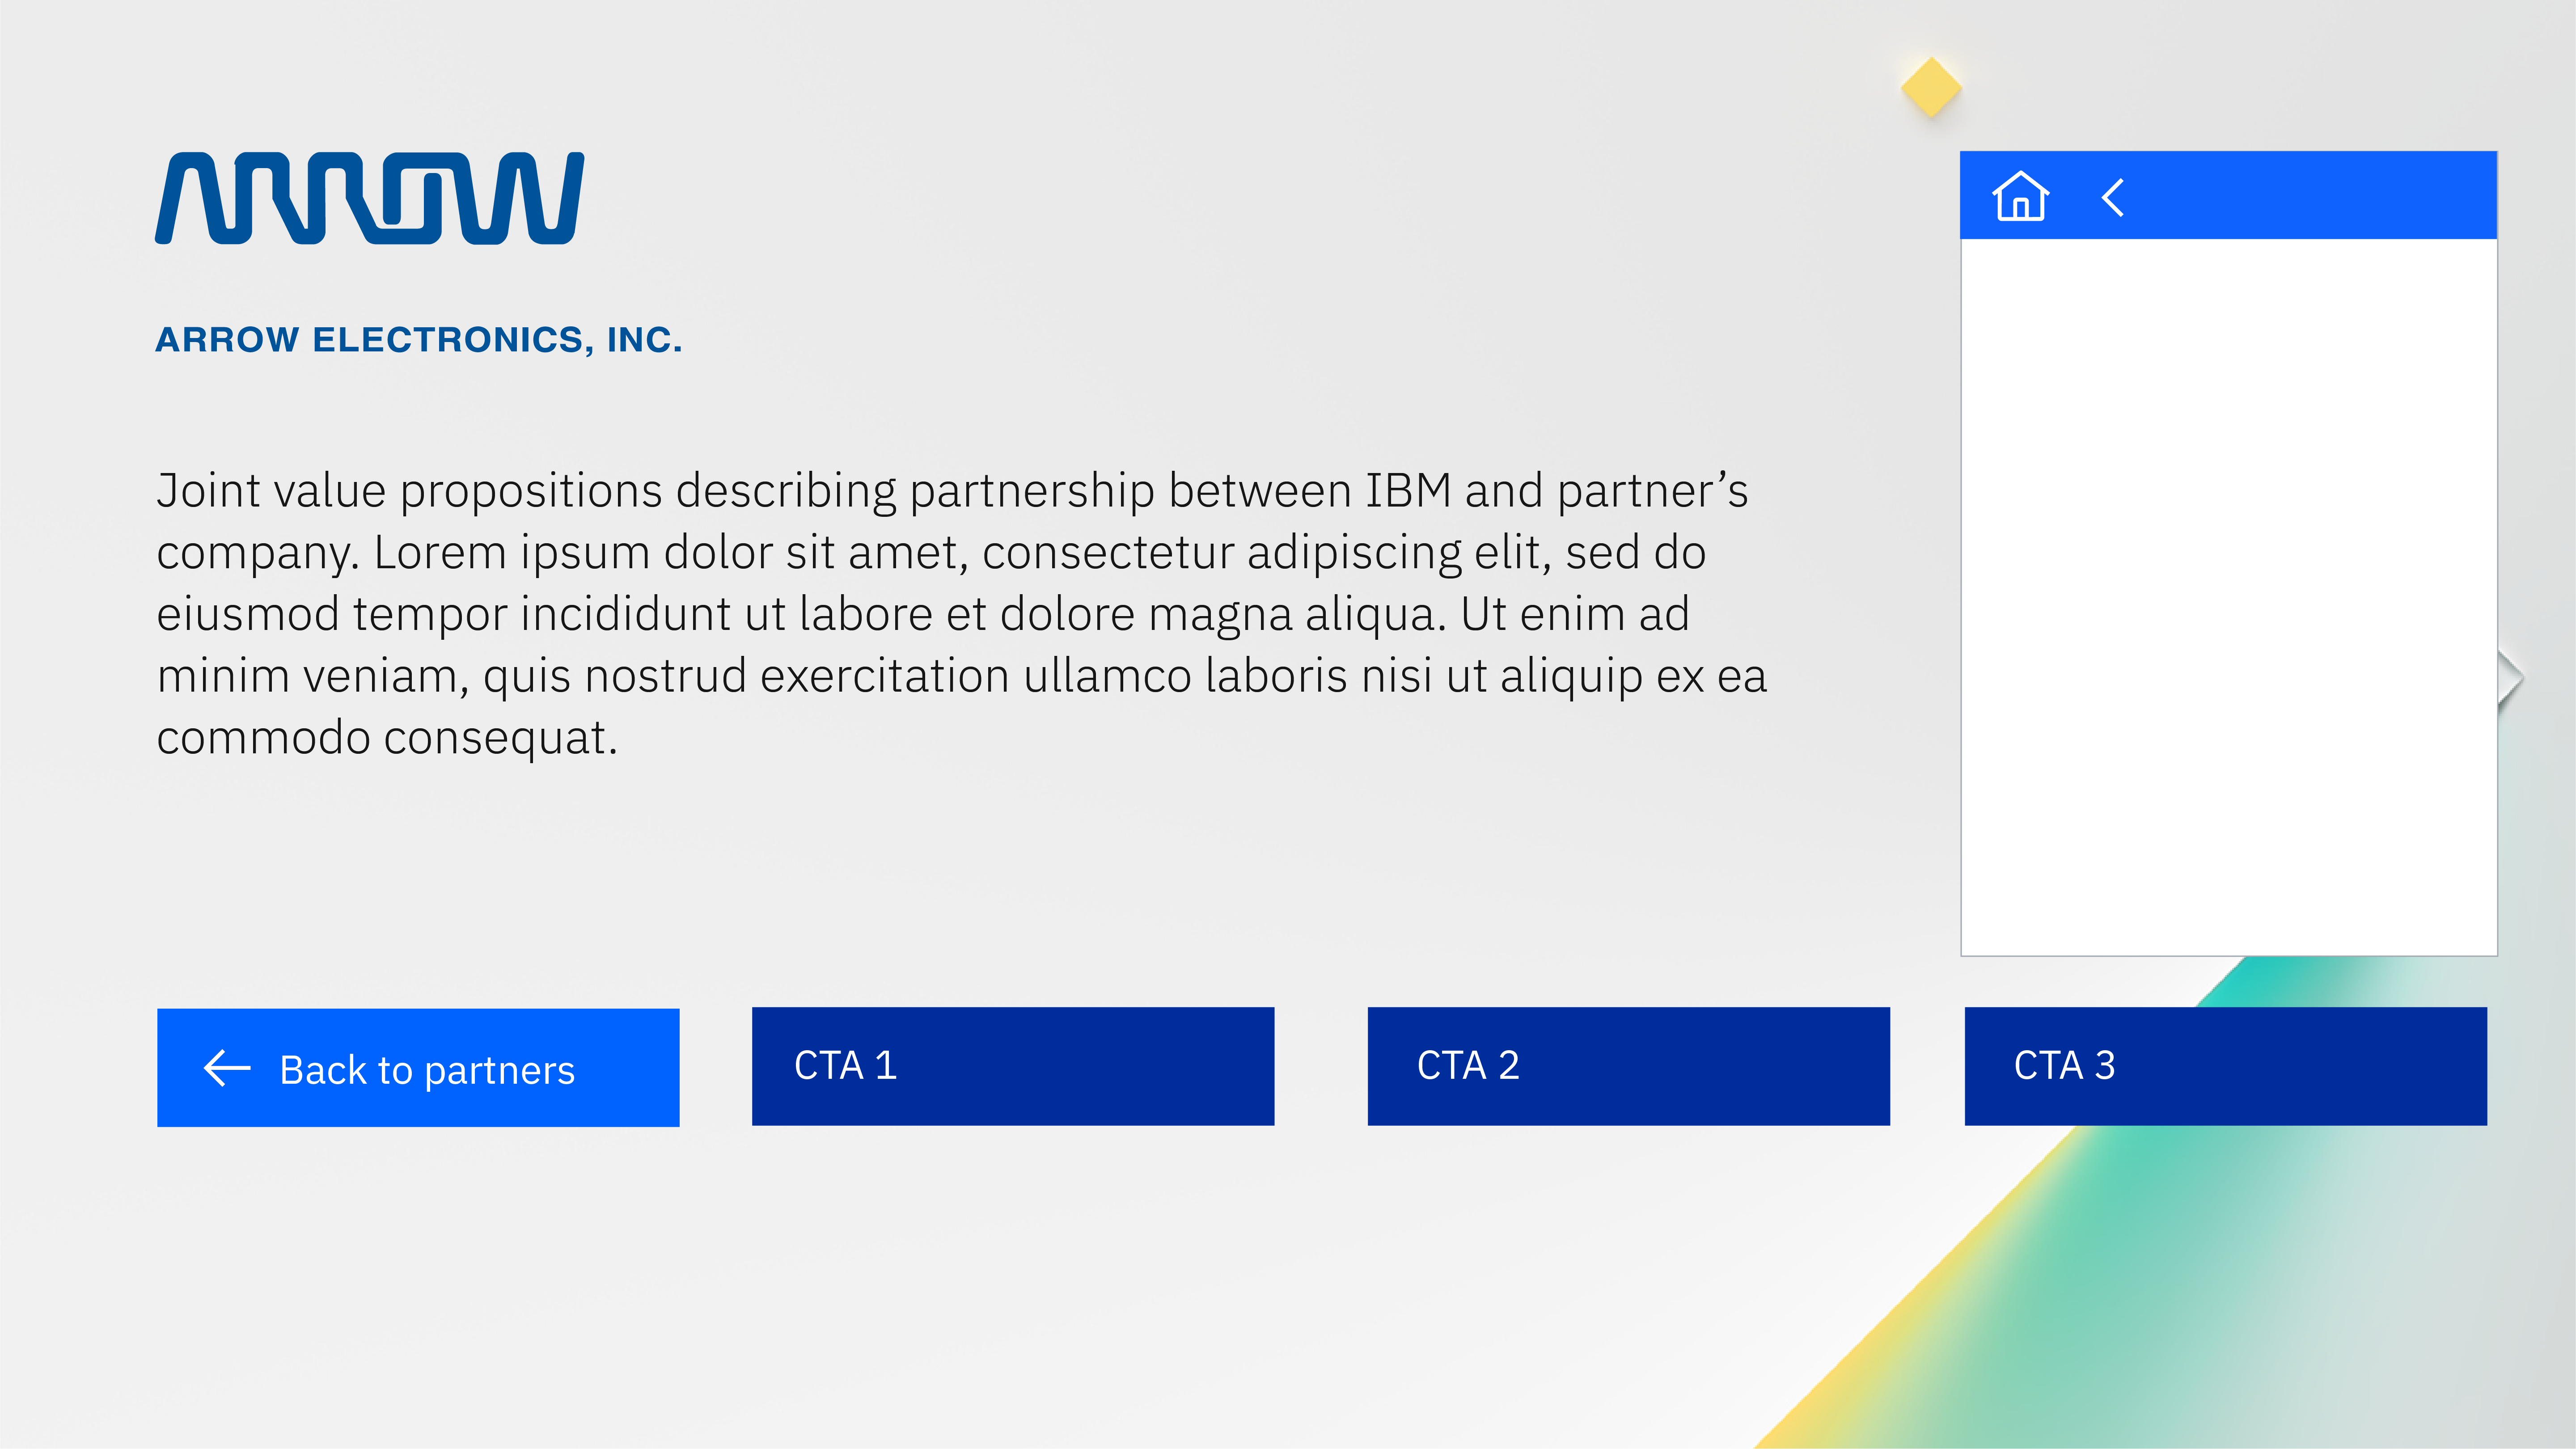 ARROW
ARROW ELECTRONICS, INC.
Joint value propositions describing partnership between IBM and partner’s
company. Lorem ipsum dolor sit amet, consectetur adipiscing elit, sed do
eiusmod tempor incididunt ut labore et dolore magna aliqua. Ut enim ad
minim veniam, quis nostrud exercitation ullamco laboris nisi ut aliquip ex ea
commodo consequat.
Back to partners
CTA 1
CTA 2
CTA 3